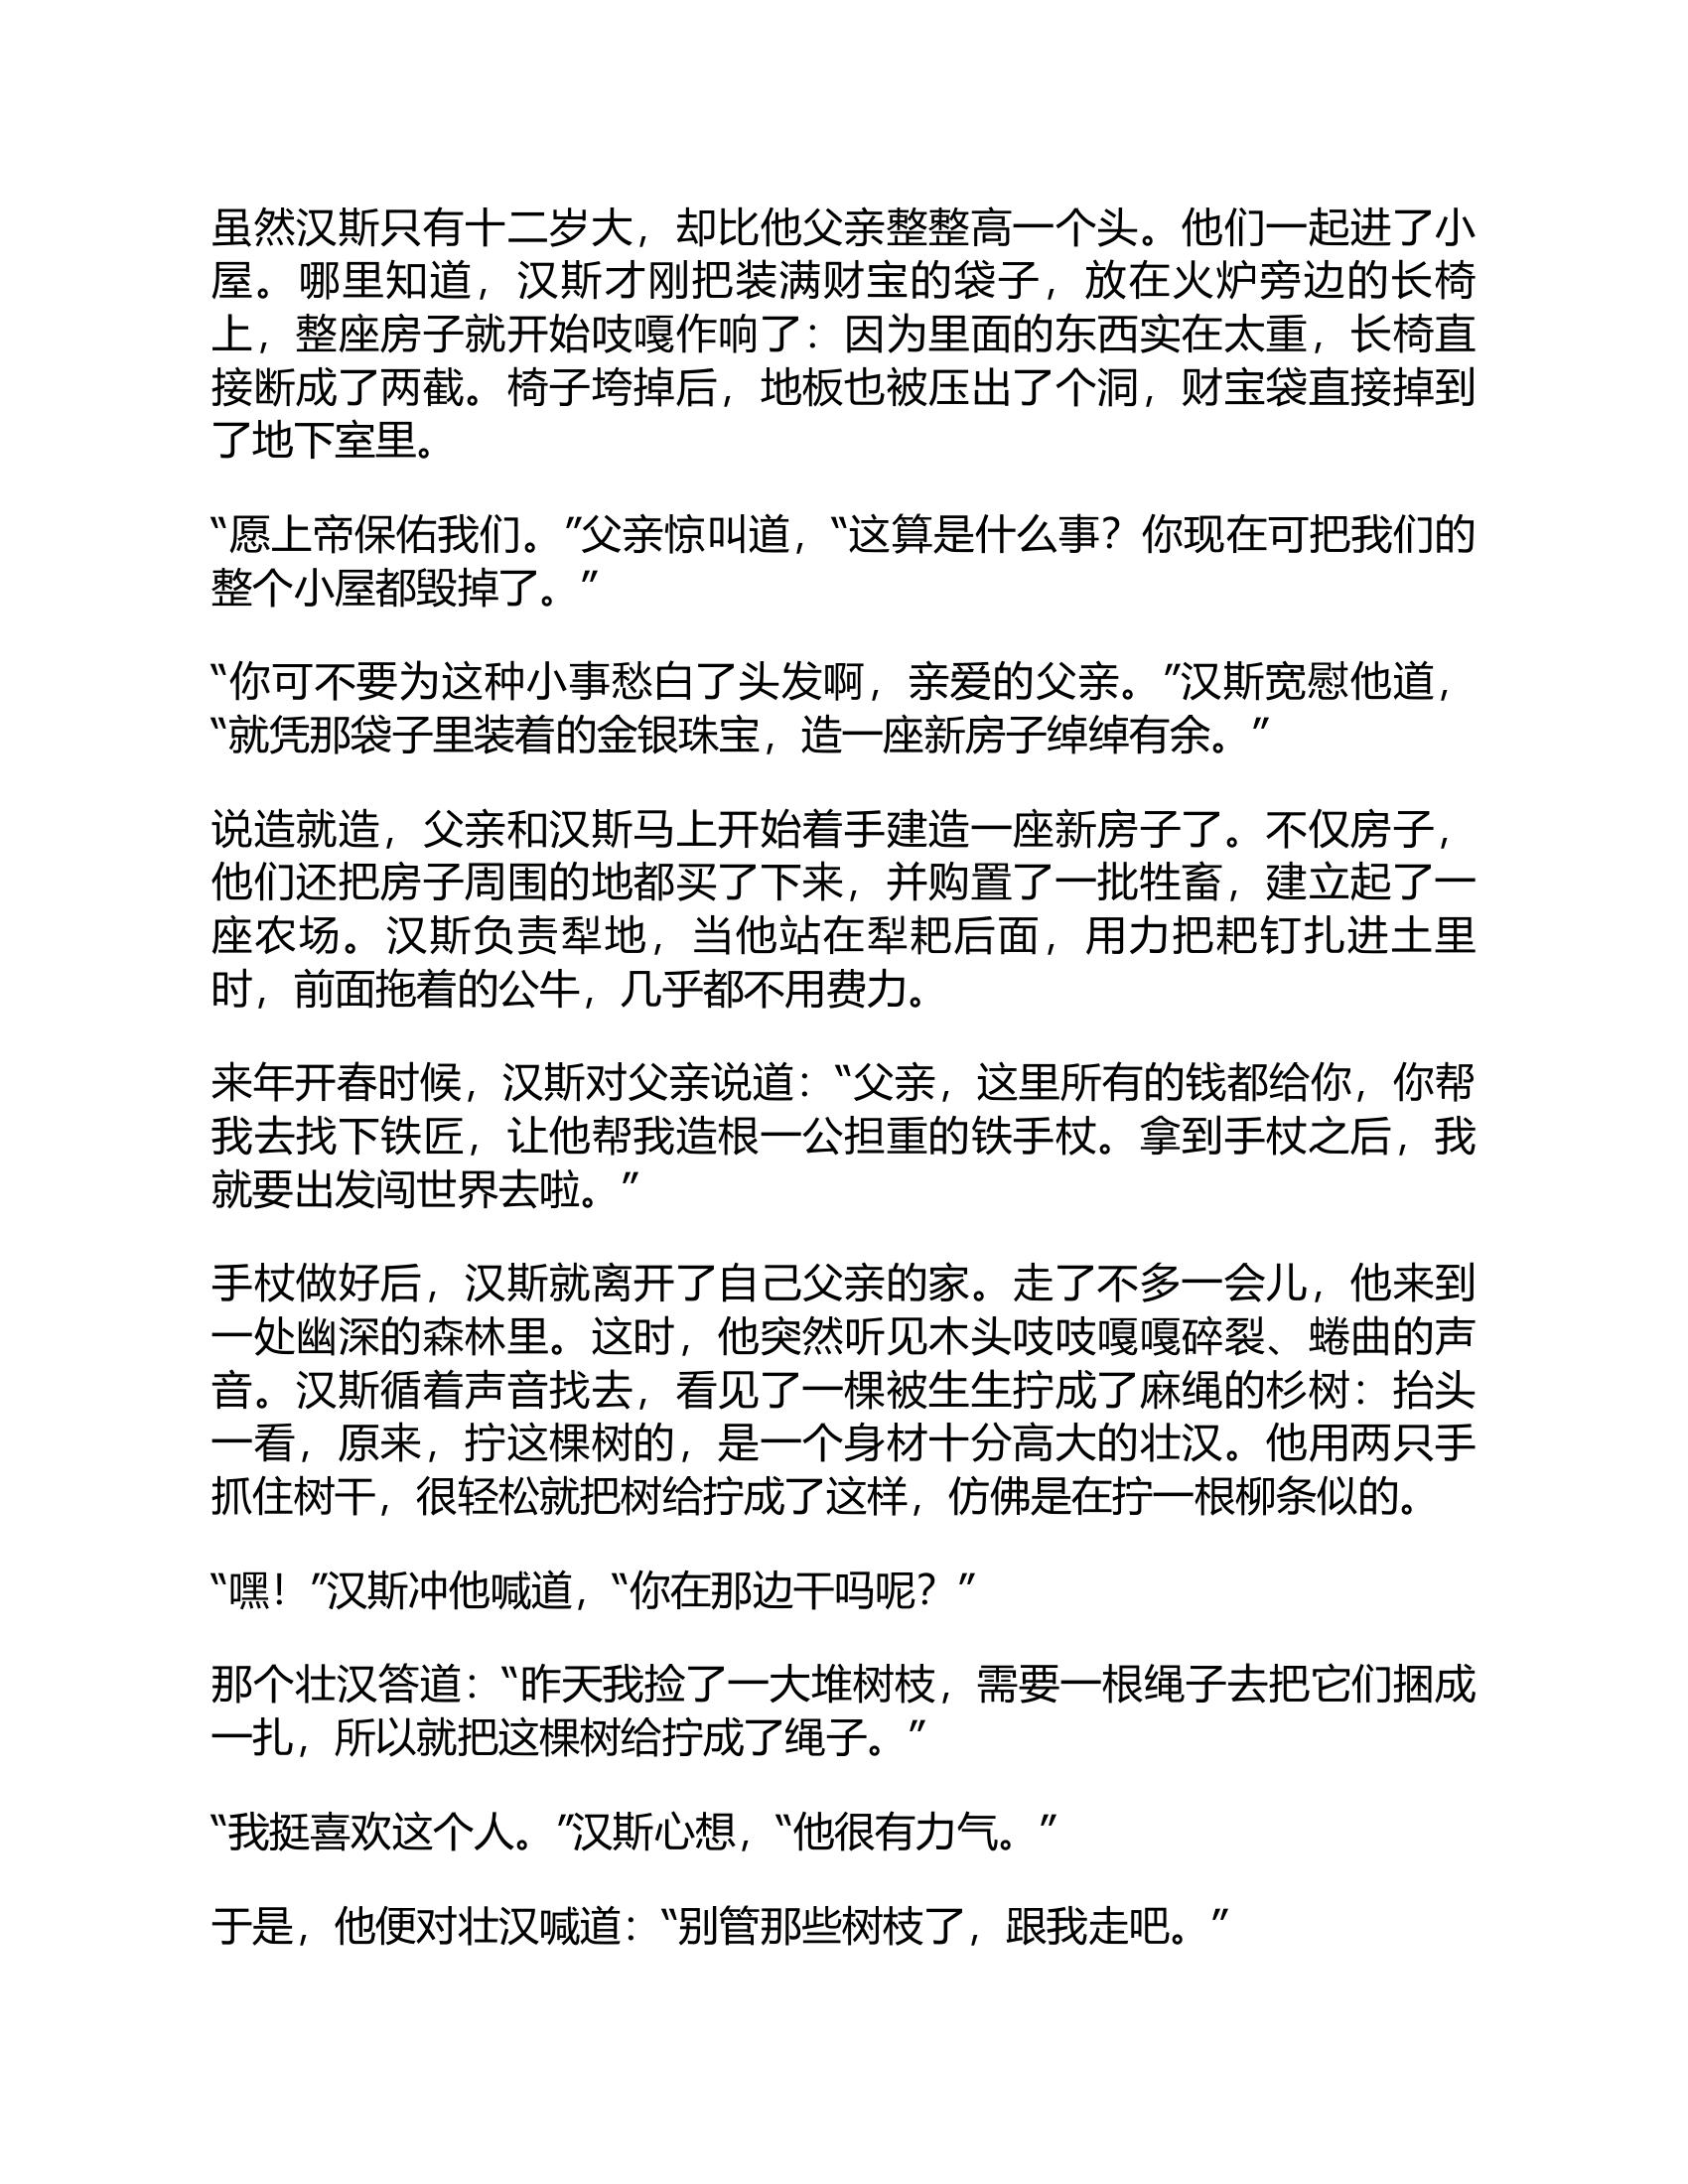 虽然汉斯只有十二岁大，却比他父亲整整高一个头。他们一起进了小
屋。哪里知道，汉斯才刚把装满财宝的袋子，放在火炉旁边的长椅
上，整座房子就开始吱嘎作响了：因为里面的东西实在太重，长椅直
接断成了两截。椅子垮掉后，地板也被压出了个洞，财宝袋直接掉到
了地下室里。
“愿上帝保佑我们。”父亲惊叫道，“这算是什么事？你现在可把我们的
整个小屋都毁掉了。”
“你可不要为这种小事愁白了头发啊，亲爱的父亲。”汉斯宽慰他道，
“就凭那袋子里装着的金银珠宝，造一座新房子绰绰有余。”
说造就造，父亲和汉斯马上开始着手建造一座新房子了。不仅房子，
他们还把房子周围的地都买了下来，并购置了一批牲畜，建立起了一
座农场。汉斯负责犁地，当他站在犁耙后面，用力把耙钉扎进土里
时，前面拖着的公牛，几乎都不用费力。
来年开春时候，汉斯对父亲说道：“父亲，这里所有的钱都给你，你帮
我去找下铁匠，让他帮我造根一公担重的铁手杖。拿到手杖之后，我
就要出发闯世界去啦。”
手杖做好后，汉斯就离开了自己父亲的家。走了不多一会儿，他来到
一处幽深的森林里。这时，他突然听见木头吱吱嘎嘎碎裂、蜷曲的声
音。汉斯循着声音找去，看见了一棵被生生拧成了麻绳的杉树：抬头
一看，原来，拧这棵树的，是一个身材十分高大的壮汉。他用两只手
抓住树干，很轻松就把树给拧成了这样，仿佛是在拧一根柳条似的。
“嘿！”汉斯冲他喊道，“你在那边干吗呢？”
那个壮汉答道：“昨天我捡了一大堆树枝，需要一根绳子去把它们捆成
一扎，所以就把这棵树给拧成了绳子。”
“我挺喜欢这个人。”汉斯心想，“他很有力气。”
于是，他便对壮汉喊道：“别管那些树枝了，跟我走吧。”